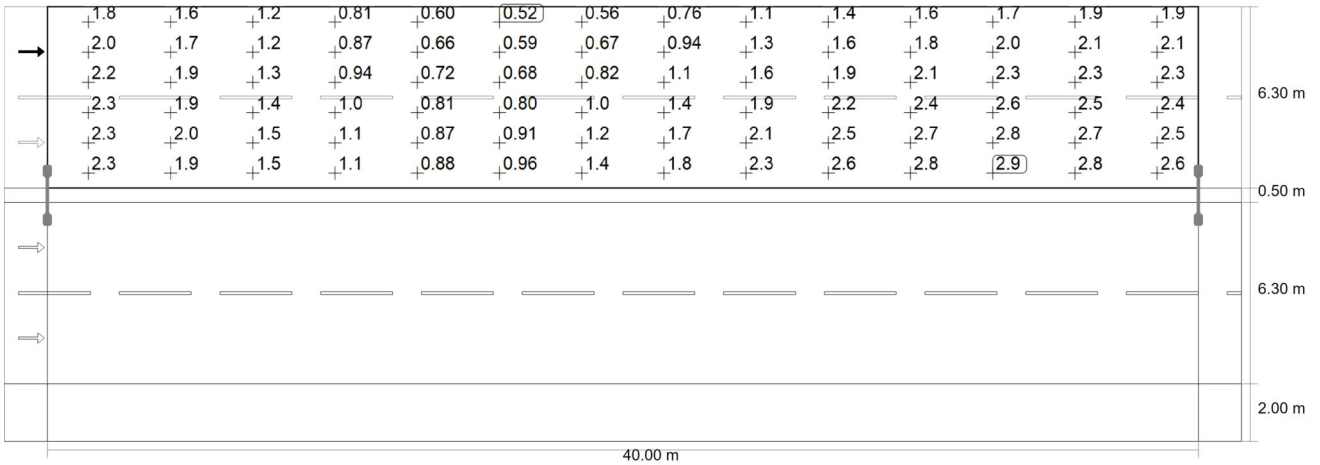 1.8 1.6 1.2 0.81 0.60 0.52 0.56 0.76 1.1 1.4 1.6 1.7 1.9 1.9
2.0 1.7 1.2 0.87 0.66 0.59 0.67 0.94 1.3 1.6 1.8 2.0 2.1 2.1
2.2 1.9 1.3 0.94 0.72 0.68 0.82 1.1 1.6 1.9 2.1 2.3 2.3 2.3
6.30 m
2.3 1.9 1.4 1.0 0.81 0.80 1.0 1.4 1.9 2.2 2.4 2.6 2.5 2.4
2.3 2.0 1.5 1.1 0.87 0.91 1.2 1.7 2.1 2.5 2.7 2.8 2.7 2.5
2.3 1.9 1.5 1.1 0.88 0.96 1.4 1.8 2.3 2.6 2.8 2.9 2.8 2.6
0.50 m
6.30 m
2.00 m
40.00 m